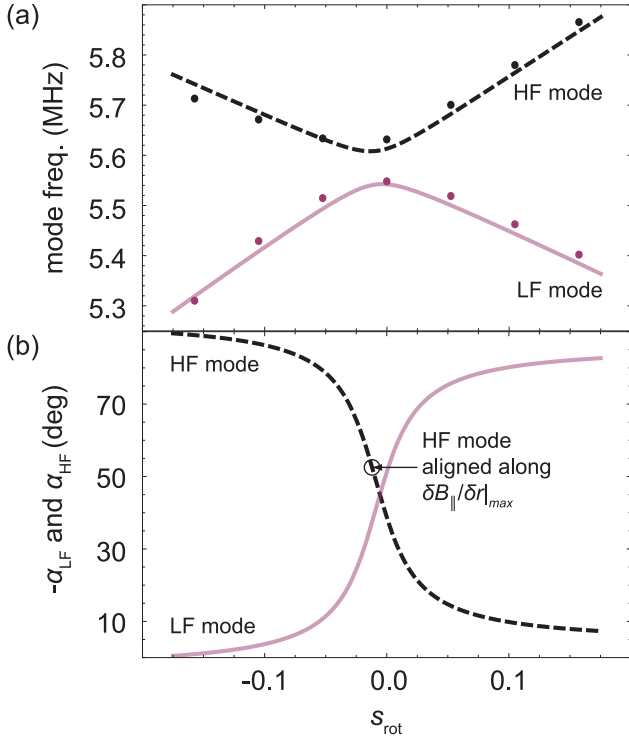 (a)
mode freq. (MHz)
5.8
5.7
5.6
5.5
5.4
5.3
HF mode
LF mode
(b)
-α_LF and α_HF (deg)
70
50
30
10
HF mode
HF mode
aligned along
δB_∥/δr|_max
LF mode
-0.1
0.0
0.1
s_rot